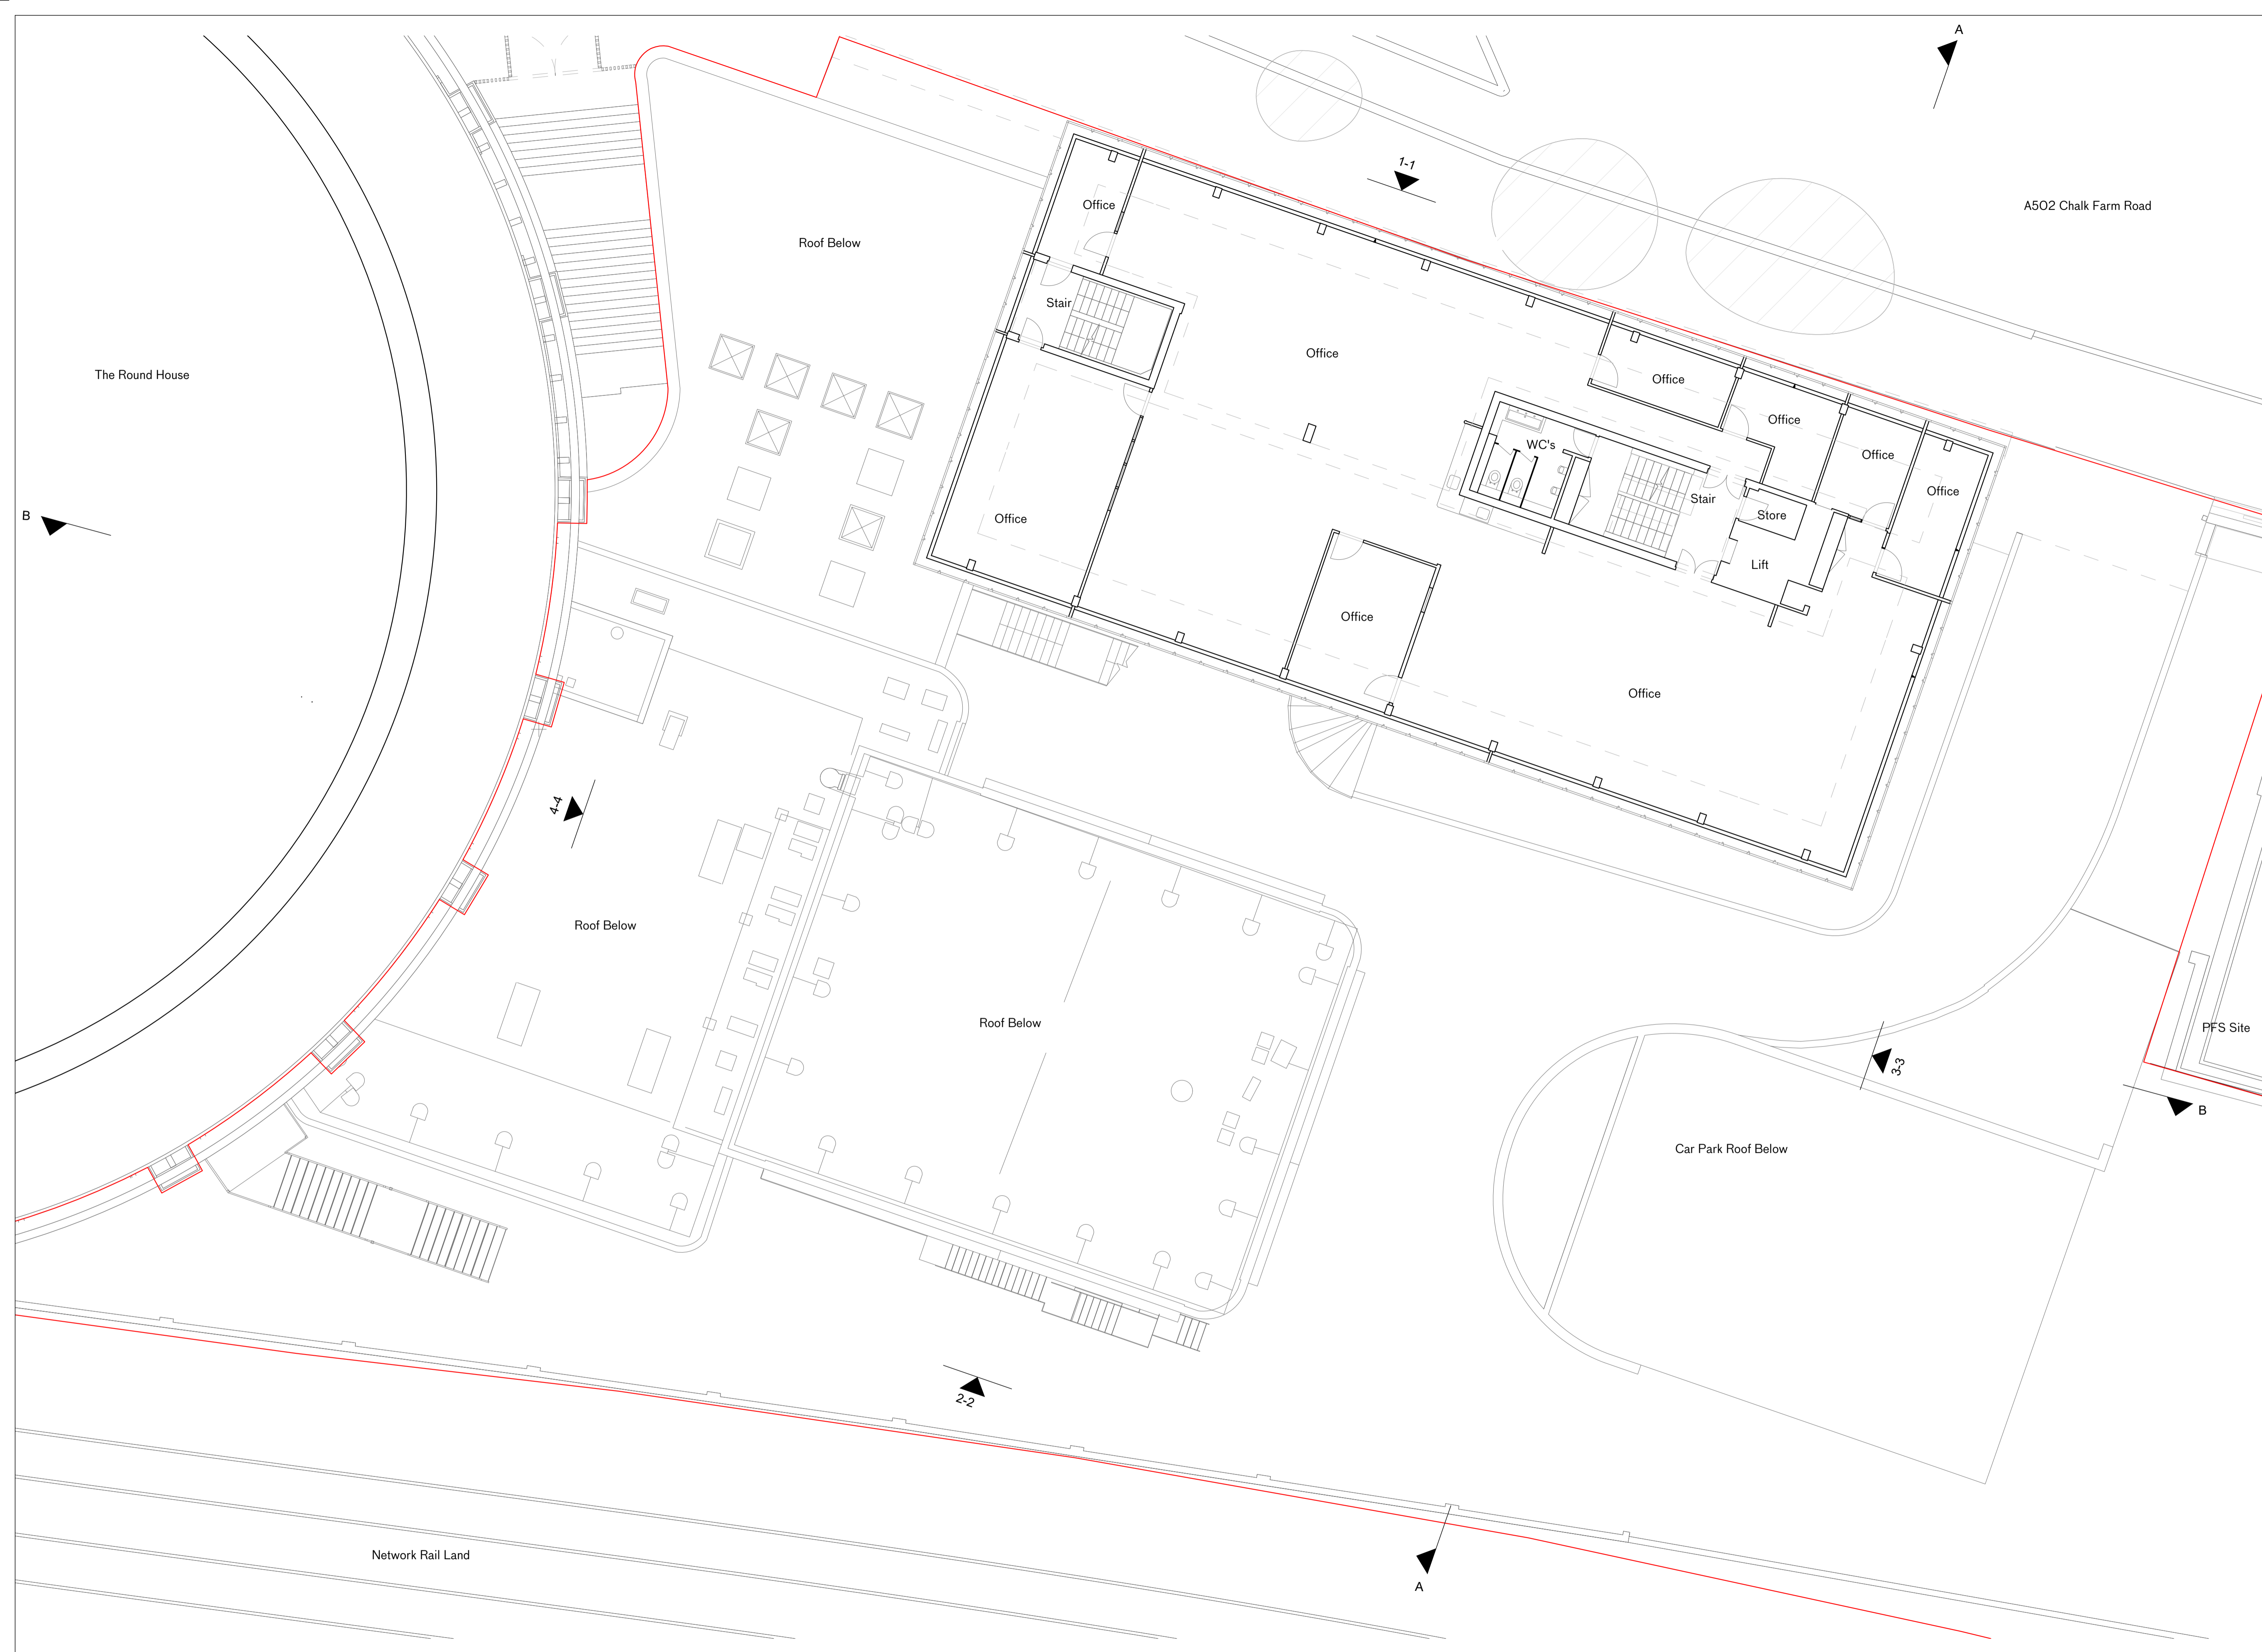 A
1-1
A502 Chalk Farm Road
Office
Roof Below
Stair
Office
The Round House
Office
Office
WC's
Office
Office
Stair
Store
B
Office
Lift
Office
Office
4-4
Roof Below
Roof Below
PFS Site
3-3
B
Car Park Roof Below
2-2
Network Rail Land
A